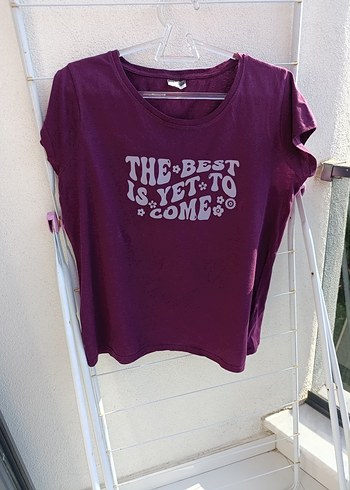 THE BEST
IS YET TO
COME